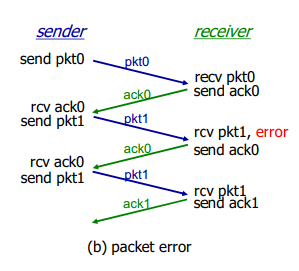 sender receiver
send pkt0
pkt0
recv pkt0
send ack0
ack0
rcv ack0
send pkt1
pkt1
rcv pkt1, error
send ack0
ack0
rcv ack0
send pkt1
pkt1
rcv pkt1
send ack1
ack1
(b) packet error